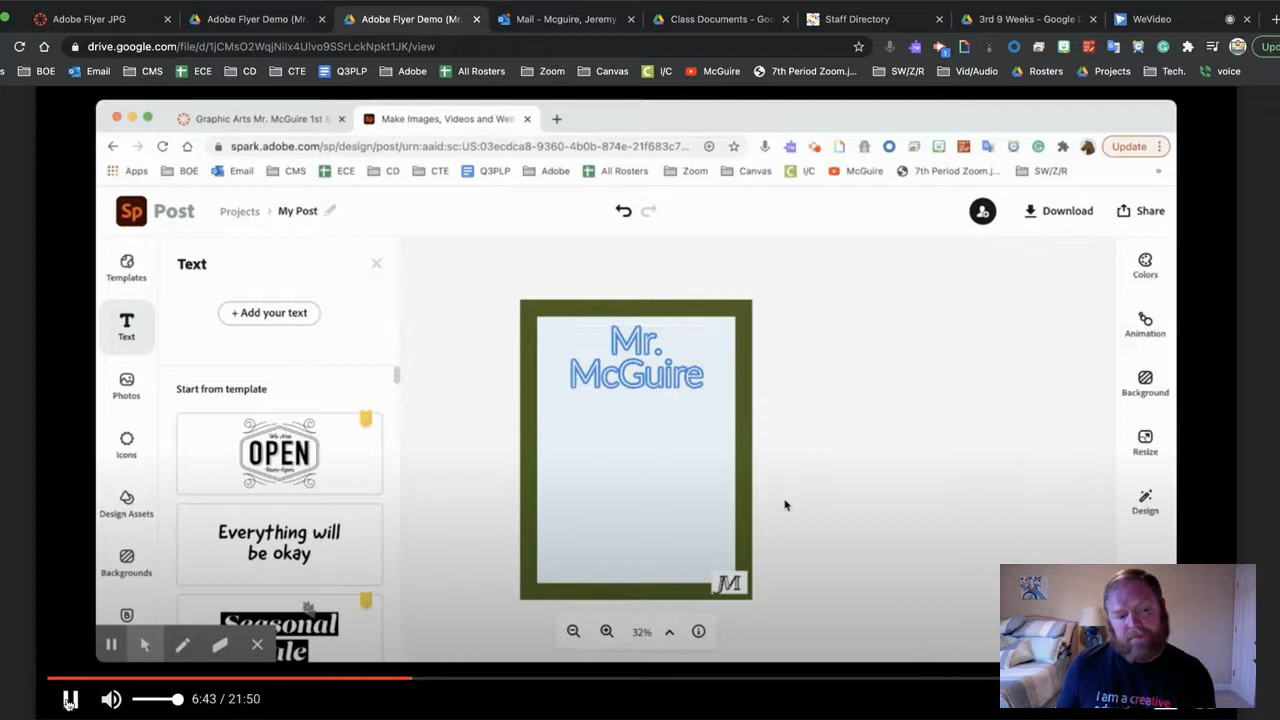 Adobe Flyer JPG
Adobe Flyer Demo (Mr.
Adobe Flyer Demo (Mr.
Mail - Mcguire, Jeremy
Class Documents - Goo
Staff Directory
3rd 9 Weeks - Google D
WeVideo
drive.google.com/file/d/1jCMsO2WqjNiIx4UIvo9SSrLckNpkt1JK/view
BOE
Email
CMS
ECE
CD
CTE
Q3PLP
Adobe
All Rosters
Zoom
Canvas
I/C
McGuire
7th Period Zoom.j...
SW/Z/R
Vid/Audio
Rosters
Projects
Tech.
voice
Graphic Arts Mr. McGuire 1st &
Make Images, Videos and Web
spark.adobe.com/sp/design/post/urn:aaid:sc:US:03ecdca8-9360-4b0b-874e-21f683c7...
Update
Apps
BOE
Email
CMS
ECE
CD
CTE
Q3PLP
Adobe
All Rosters
Zoom
Canvas
I/C
McGuire
7th Period Zoom.j...
SW/Z/R
»
Sp
Post
Projects > My Post
Download
Share
Templates
Text
Photos
Icons
Design Assets
Backgrounds
Text
+ Add your text
Start from template
We Are
OPEN
Everything will
be okay
Seasonal
Mr.
McGuire
JM
32%
Colors
Animation
Background
Resize
Design
I am a creative
6:43 / 21:50